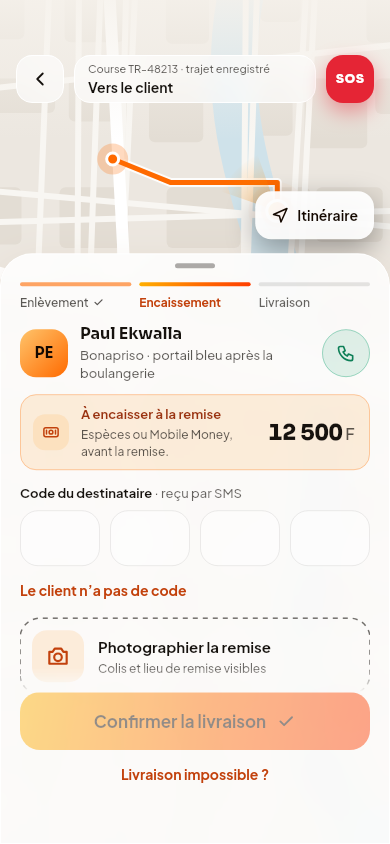 Course TR-48213 · trajet enregistré
Vers le client
SOS
Itinéraire
Enlèvement ✓
Encaissement
Livraison
PE
Paul Ekwalla
Bonapriso · portail bleu après la
boulangerie
À encaisser à la remise
Espèces ou Mobile Money,
avant la remise.
12 500 F
Code du destinataire · reçu par SMS
Le client n’a pas de code
Photographier la remise
Colis et lieu de remise visibles
Confirmer la livraison ✓
Livraison impossible ?